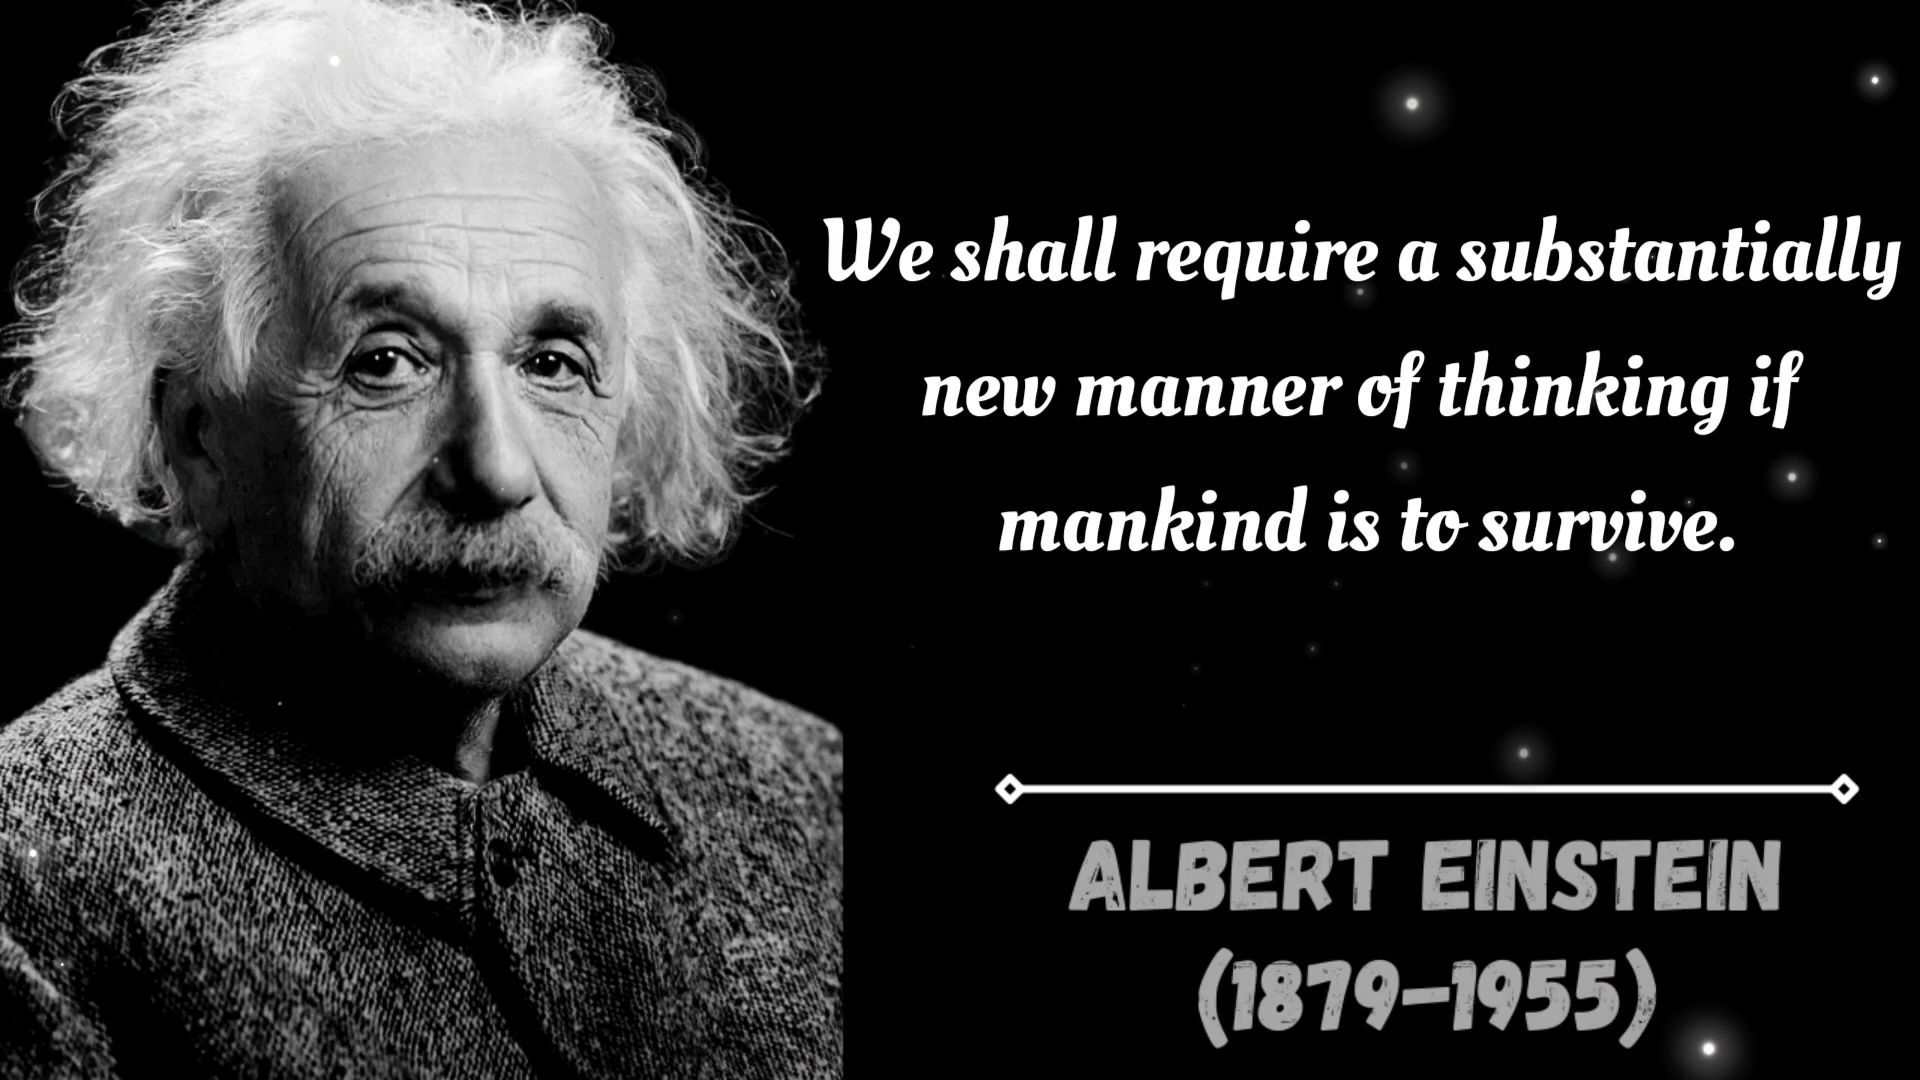 We shall require a substantially
new manner of thinking if
mankind is to survive.
ALBERT EINSTEIN
(1879–1955)